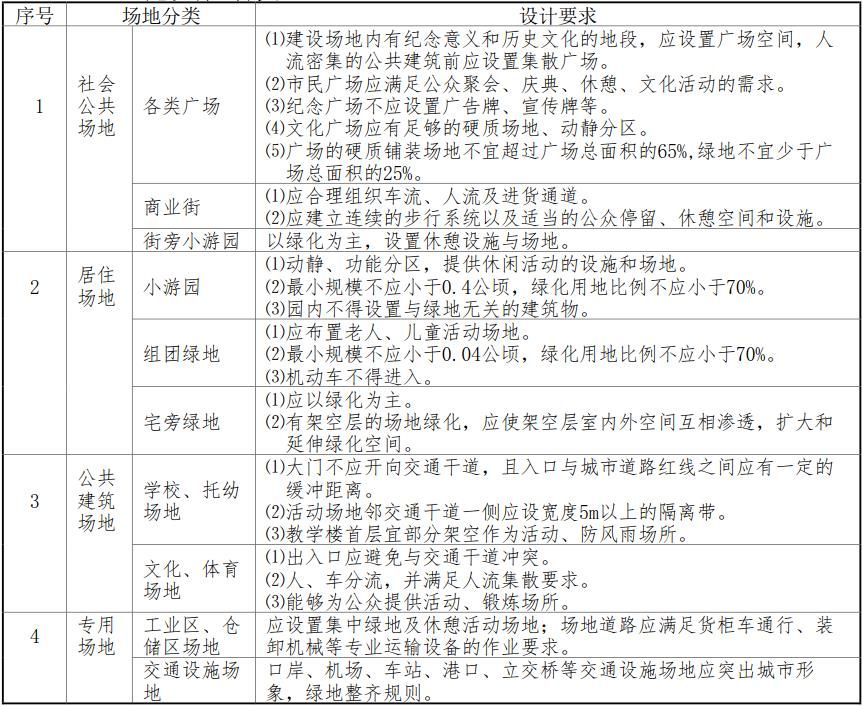 序号 场地分类 设计要求
1
社会
公共
场地
各类广场
⑴建设场地内有纪念意义和历史文化的地段，应设置广场空间，人
流密集的公共建筑前应设置集散广场。
⑵市民广场应满足公众聚会、庆典、休憩、文化活动的需求。
⑶纪念广场不应设置广告牌、宣传牌等。
⑷文化广场应有足够的硬质场地、动静分区。
⑸广场的硬质铺装场地不宜超过广场总面积的65%,绿地不宜少于广
场总面积的25%。
商业街
⑴应合理组织车流、人流及进货通道。
⑵应建立连续的步行系统以及适当的公众停留、休憩空间和设施。
街旁小游园 以绿化为主，设置休憩设施与场地。
2
居住
场地
小游园
⑴动静、功能分区，提供休闲活动的设施和场地。
⑵最小规模不应小于0.4公顷，绿化用地比例不应小于70%。
⑶园内不得设置与绿地无关的建筑物。
组团绿地
⑴应布置老人、儿童活动场地。
⑵最小规模不应小于0.04公顷，绿化用地比例不应小于70%。
⑶机动车不得进入。
宅旁绿地
⑴应以绿化为主。
⑵有架空层的场地绿化，应使架空层室内外空间互相渗透，扩大和
延伸绿化空间。
3
公共
建筑
场地
学校、托幼
场地
⑴大门不应开向交通干道，且入口与城市道路红线之间应有一定的
缓冲距离。
⑵活动场地邻交通干道一侧应设宽度5m以上的隔离带。
⑶教学楼首层宜部分架空作为活动、防风雨场所。
文化、体育
场地
⑴出入口应避免与交通干道冲突。
⑵人、车分流，并满足人流集散要求。
⑶能够为公众提供活动、锻炼场所。
4
专用
场地
工业区、仓
储区场地
应设置集中绿地及休憩活动场地；场地道路应满足货柜车通行、装
卸机械等专业运输设备的作业要求。
交通设施场
地
口岸、机场、车站、港口、立交桥等交通设施场地应突出城市形
象，绿地整齐规则。